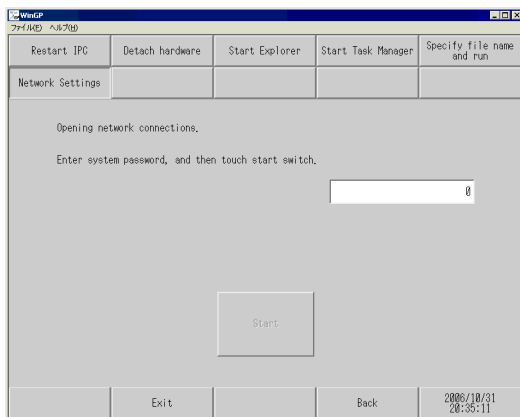 WinGP
ファイル(F) ヘルプ(H)
Restart IPC
Detach hardware
Start Explorer
Start Task Manager
Specify file name
and run
Network Settings
Opening network connections.
Enter system password, and then touch start switch.
0
Start
Exit
Back
2006/10/31
20:35:11